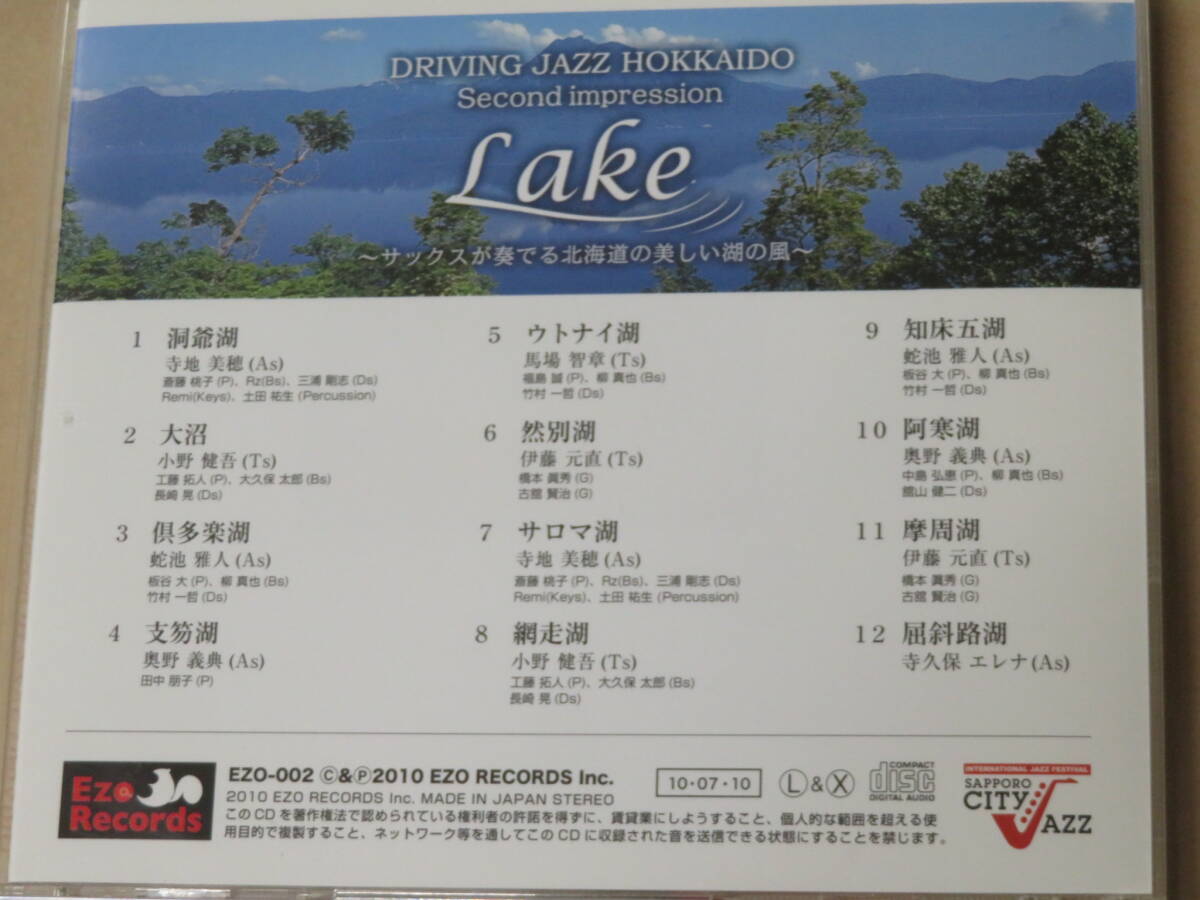 DRIVING JAZZ HOKKAIDO
Second impression
Lake
～サックスが奏でる北海道の美しい湖の風～
1 洞爺湖
寺地 美穂 (As)
斎藤 桃子 (P)、Rz(Bs)、三浦 剛志 (Ds)
Remi(Keys)、土田 祐生 (Percussion)
2 大沼
小野 健吾 (Ts)
工藤 拓人 (P)、大久保 太郎 (Bs)
長崎 晃 (Ds)
3 倶多楽湖
蛇池 雅人 (As)
板谷 大 (P)、柳 真也 (Bs)
竹村 一哲 (Ds)
4 支笏湖
奥野 義典 (As)
田中 朋子 (P)
5 ウトナイ湖
馬場 智章 (Ts)
福島 誠 (P)、柳 真也 (Bs)
竹村 一哲 (Ds)
6 然別湖
伊藤 元直 (Ts)
橋本 眞秀 (G)
古舘 賢治 (G)
7 サロマ湖
寺地 美穂 (As)
斎藤 桃子 (P)、Rz(Bs)、三浦 剛志 (Ds)
Remi(Keys)、土田 祐生 (Percussion)
8 網走湖
小野 健吾 (Ts)
工藤 拓人 (P)、大久保 太郎 (Bs)
長崎 晃 (Ds)
9 知床五湖
蛇池 雅人 (As)
板谷 大 (P)、柳 真也 (Bs)
竹村 一哲 (Ds)
10 阿寒湖
奥野 義典 (As)
中島 弘恵 (P)、柳 真也 (Bs)
舘山 健二 (Ds)
11 摩周湖
伊藤 元直 (Ts)
橋本 眞秀 (G)
古舘 賢治 (G)
12 屈斜路湖
寺久保 エレナ (As)
Ezo
Records
EZO-002 Ⓒ&Ⓟ2010 EZO RECORDS Inc.
2010 EZO RECORDS Inc. MADE IN JAPAN STEREO
10・07・10
Ⓛ&Ⓧ
COMPACT
disc
DIGITAL AUDIO
INTERNATIONAL JAZZ FESTIVAL
SAPPORO
CITY
JAZZ
このCDを著作権法で認められている権利者の許諾を得ずに、賃貸業にしようすること、個人的な範囲を超える使
用目的で複製すること、ネットワーク等を通してこのCDに収録された音を送信できる状態にすることを禁じます。